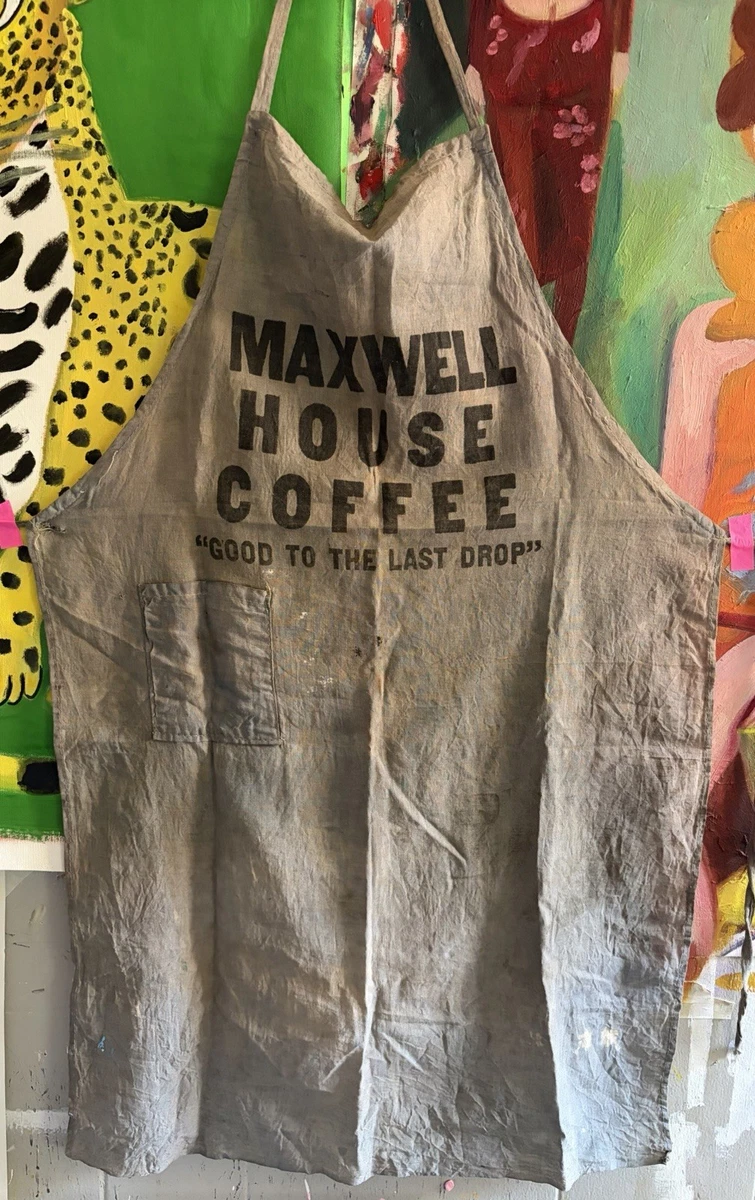 MAXWELL
HOUSE
COFFEE
“GOOD TO THE LAST DROP”